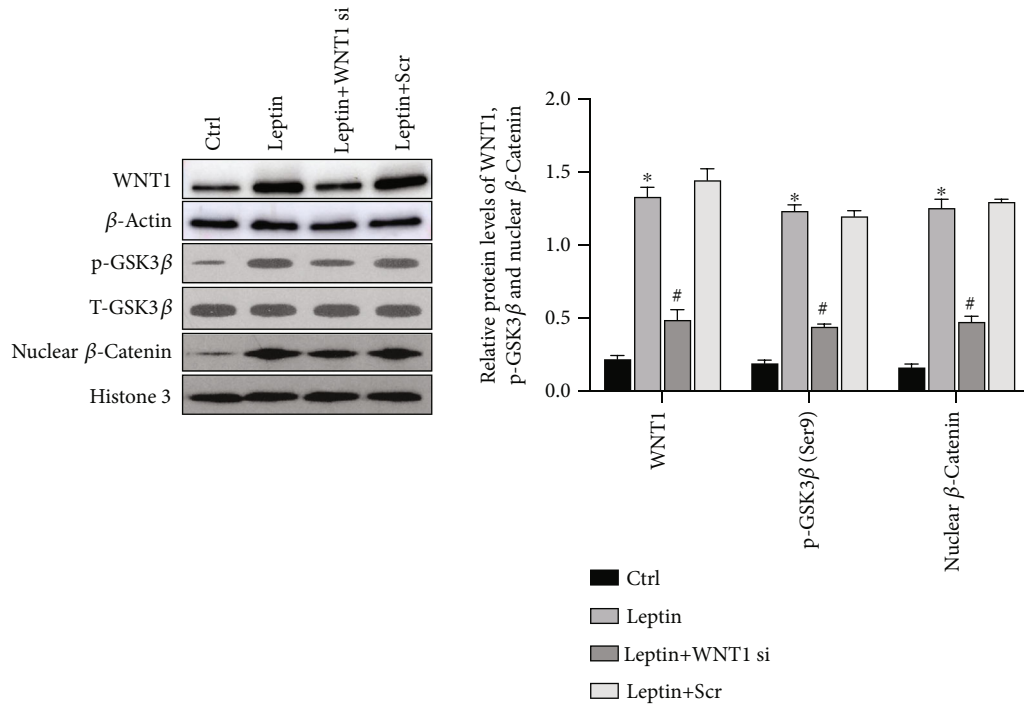 Ctrl
Leptin
Leptin+WNT1 si
Leptin+Scr
WNT1
β-Actin
p-GSK3β
T-GSK3β
Nuclear β-Catenin
Histone 3
Relative protein levels of WNT1,
p-GSK3β and nuclear β-Catenin
2.0
1.5
1.0
0.5
0.0
*
#
*
#
*
#
WNT1
p-GSK3β (Ser9)
Nuclear β-Catenin
Ctrl
Leptin
Leptin+WNT1 si
Leptin+Scr